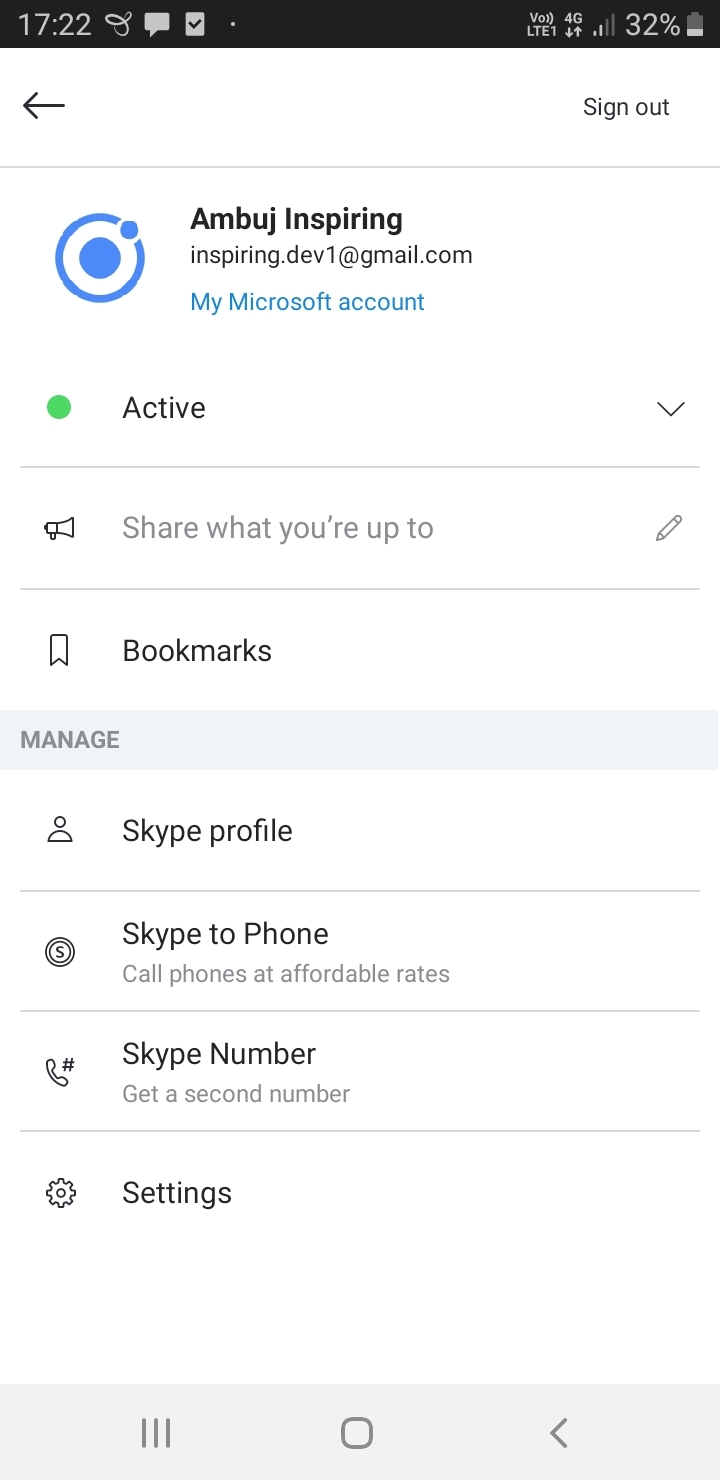 17:22
Vo)) 4G
LTE1
32%
Sign out
Ambuj Inspiring
inspiring.dev1@gmail.com
My Microsoft account
Active
Share what you’re up to
Bookmarks
MANAGE
Skype profile
S
Skype to Phone
Call phones at affordable rates
#
Skype Number
Get a second number
Settings